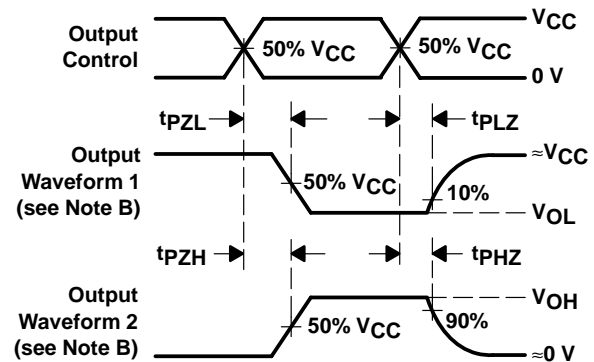 Output
Control
50% VCC
50% VCC
VCC
0 V
tPZL
tPLZ
Output
Waveform 1
(see Note B)
50% VCC
10%
≈VCC
VOL
tPZH
tPHZ
Output
Waveform 2
(see Note B)
50% VCC
90%
VOH
≈0 V